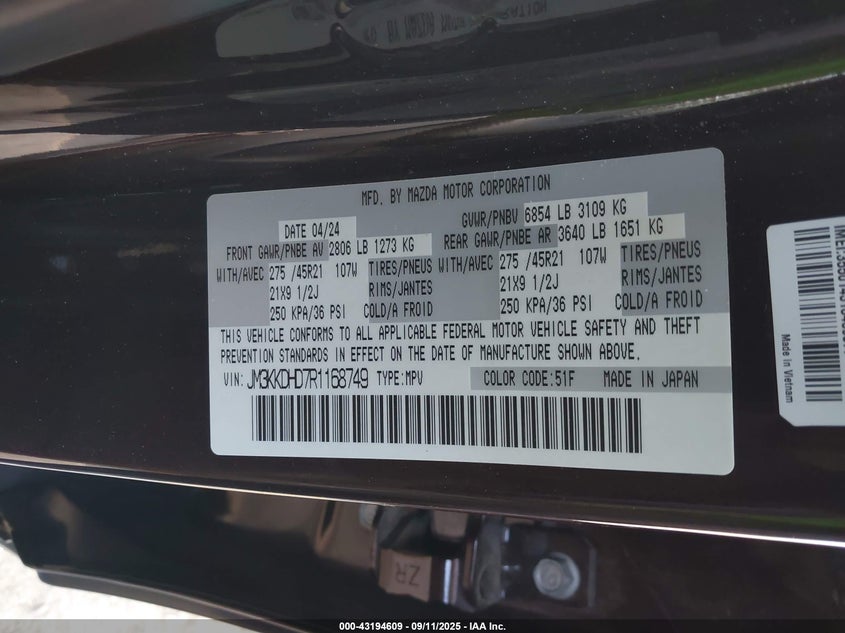 MFD. BY MAZDA MOTOR CORPORATION
DATE 04/24
GVWR/PNBV 6854 LB 3109 KG
FRONT GAWR/PNBE AV 2806 LB 1273 KG
REAR GAWR/PNBE AR 3640 LB 1651 KG
WITH/AVEC 275 /45R21 107W TIRES/PNEUS WITH/AVEC 275 /45R21 107W TIRES/PNEUS
21X9 1/2J RIMS/JANTES 21X9 1/2J RIMS/JANTES
250 KPA/36 PSI COLD/A FROID 250 KPA/36 PSI COLD/A FROID
THIS VEHICLE CONFORMS TO ALL APPLICABLE FEDERAL MOTOR VEHICLE SAFETY AND THEFT
PREVENTION STANDARDS IN EFFECT ON THE DATE OF MANUFACTURE SHOWN ABOVE.
VIN: JM3KKDHD7R1168749 TYPE:MPV COLOR CODE:51F MADE IN JAPAN
Made in Vietnam
ZR
000-43194609 - 09/11/2025 - IAA Inc.